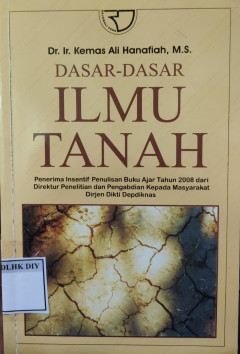 Dr. Ir. Kemas Ali Hanafiah, M.S.
DASAR-DASAR
ILMU
TANAH
Penerima Insentif Penulisan Buku Ajar Tahun 2008 dari
Direktur Penelitian dan Pengabdian Kepada Masyarakat
Dirjen Dikti Depdiknas
DLHK DIY